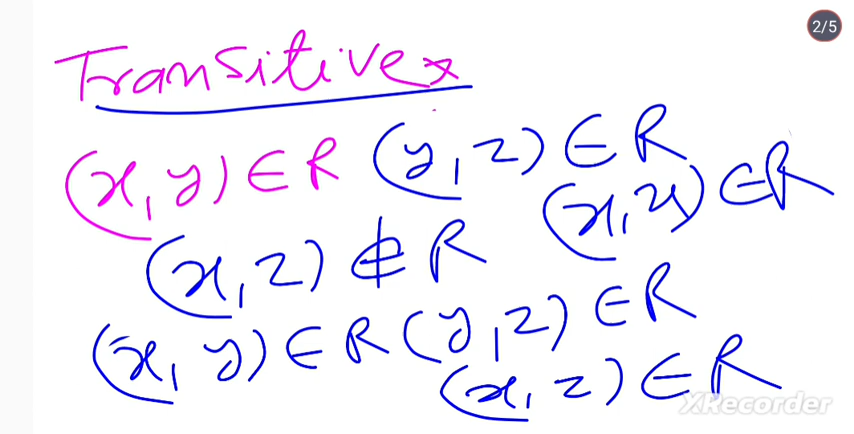 2/5
Transitive x
(x, y) ∈ R (y, z) ∈ R
(x, z) ∈ R
(x, z) ∉ R
(x, y) ∈ R (y, z) ∈ R
(x, z) ∈ R
XRecorder